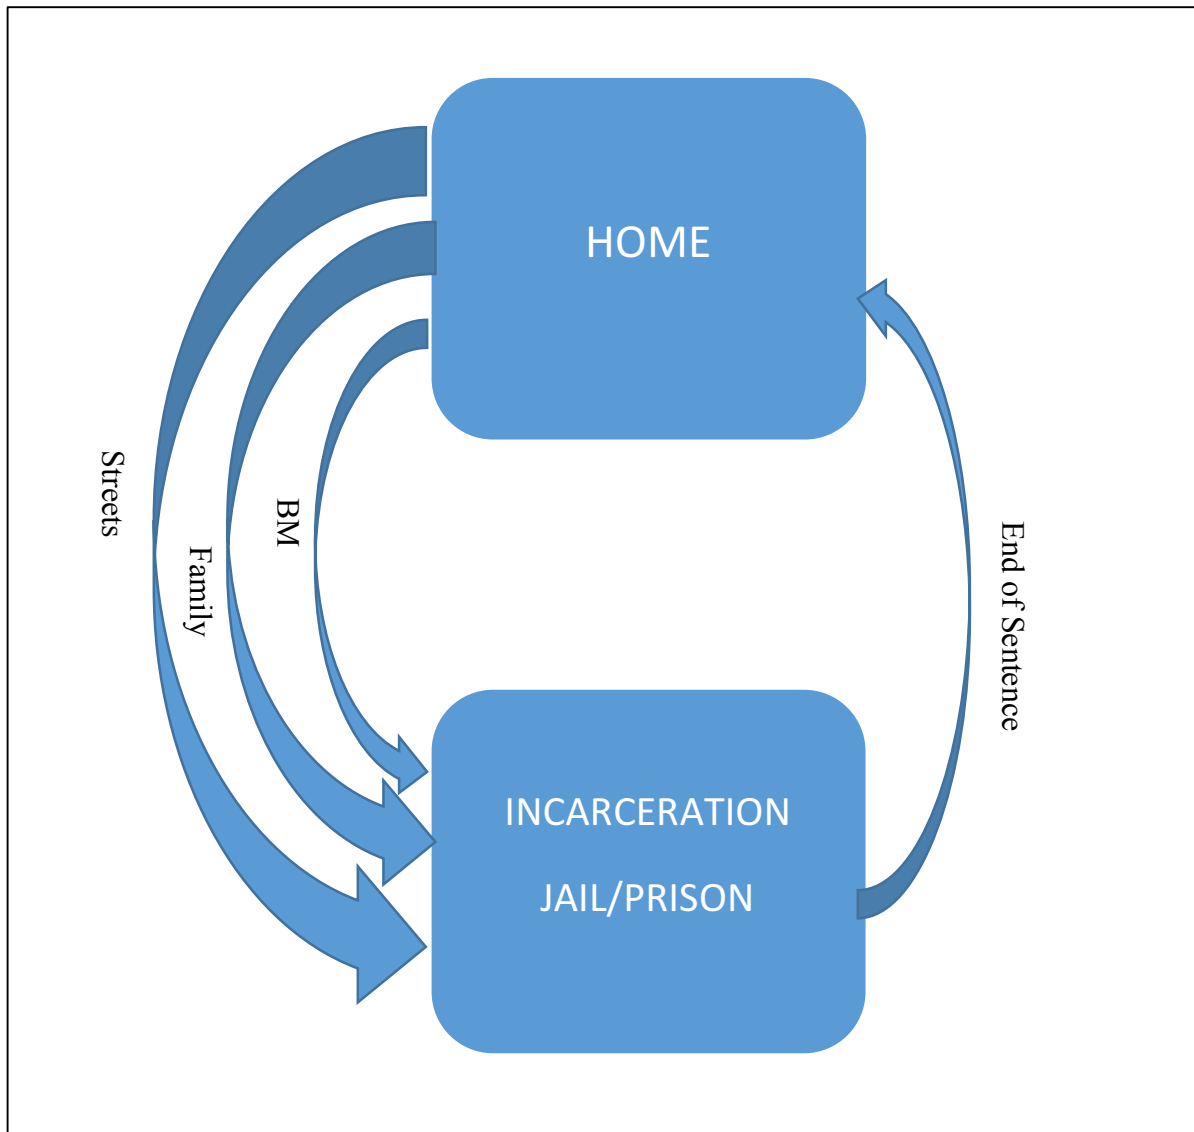 HOME
Streets
Family
BM
End of Sentence
INCARCERATION
JAIL/PRISON